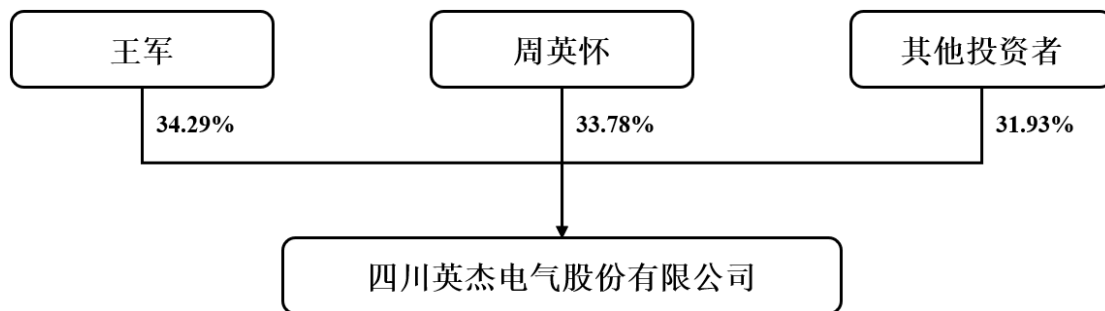 王军
周英怀
其他投资者
34.29%
33.78%
31.93%
四川英杰电气股份有限公司